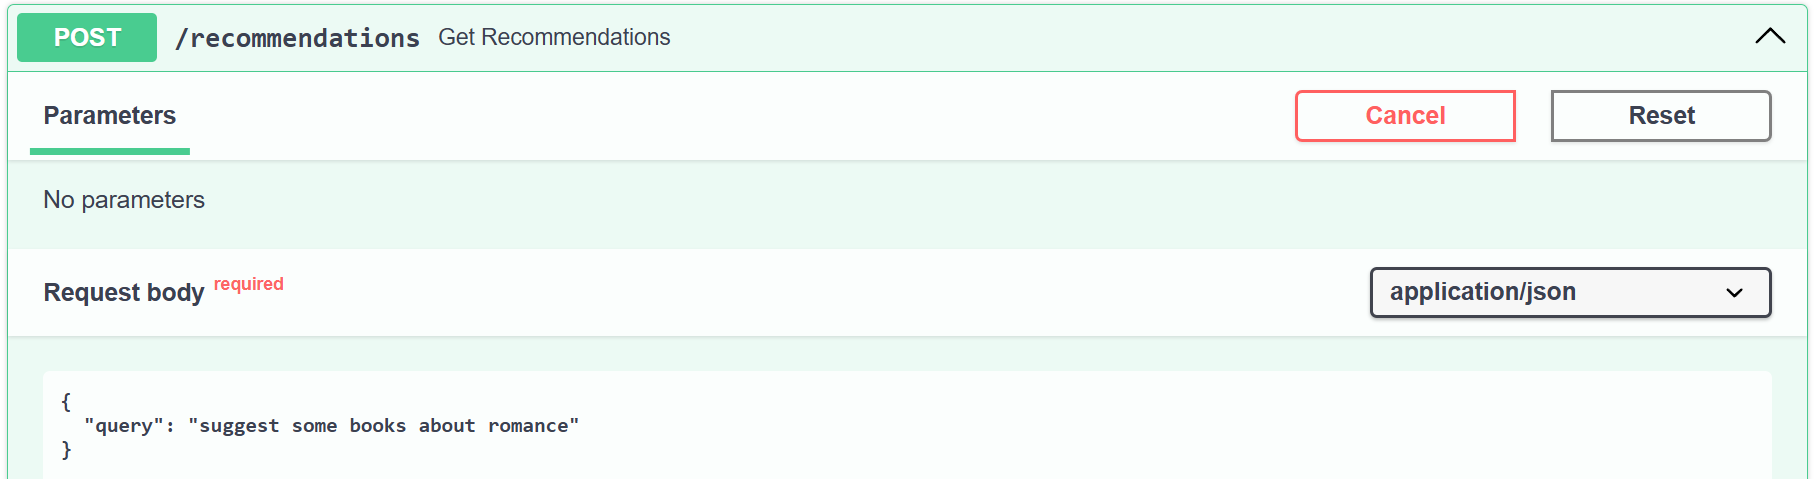 POST /recommendations Get Recommendations
Parameters Cancel Reset
No parameters
Request body required application/json
{
  "query": "suggest some books about romance"
}